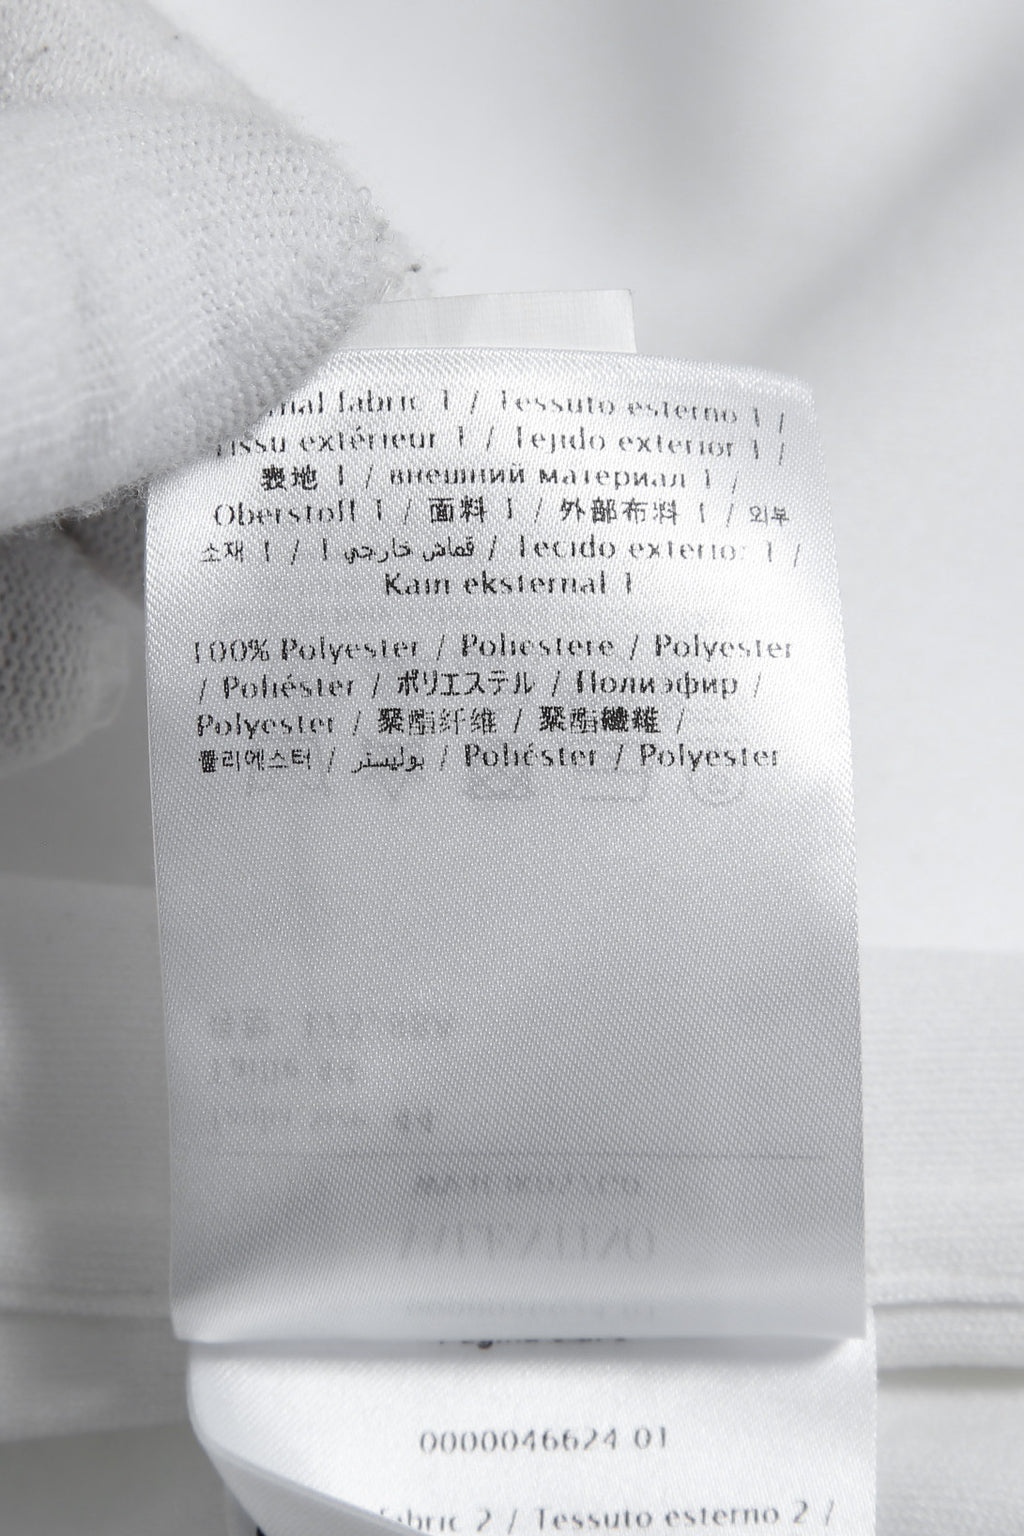 fabric 1 / Tessuto esterno 1 /
Tissu extérieur 1 / Tejido exterior 1 /
表地 1 / внешний материал 1 /
Oberstoff 1 / 面料 1 / 外部布料 1 / 외부
소재 1 / قماش خارجي 1 / Tecido exterior 1 /
Kain eksternal 1
100% Polyester / Poliestere / Polyester
/ Poliéster / ポリエステル / Полиэфир /
Polyester / 聚酯纤维 / 聚酯纖維 /
폴리에스터 / بوليستر / Poliéster / Polyester
0000046624 01
fabric 2 / Tessuto esterno 2 /